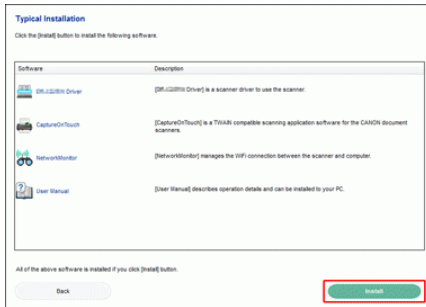 Typical Installation
Click the [Install] button to install the following software.
Software Description
Driver [ Driver] is a scanner driver to use the scanner.
CaptureOnTouch [CaptureOnTouch] is a TWAIN compatible scanning application software for the CANON document
scanners.
NetworkMonitor [NetworkMonitor] manages the WiFi connection between the scanner and computer.
User Manual [User Manual] describes operation details and can be installed to your PC.
All of the above software is installed if you click [Install] button.
Back Install